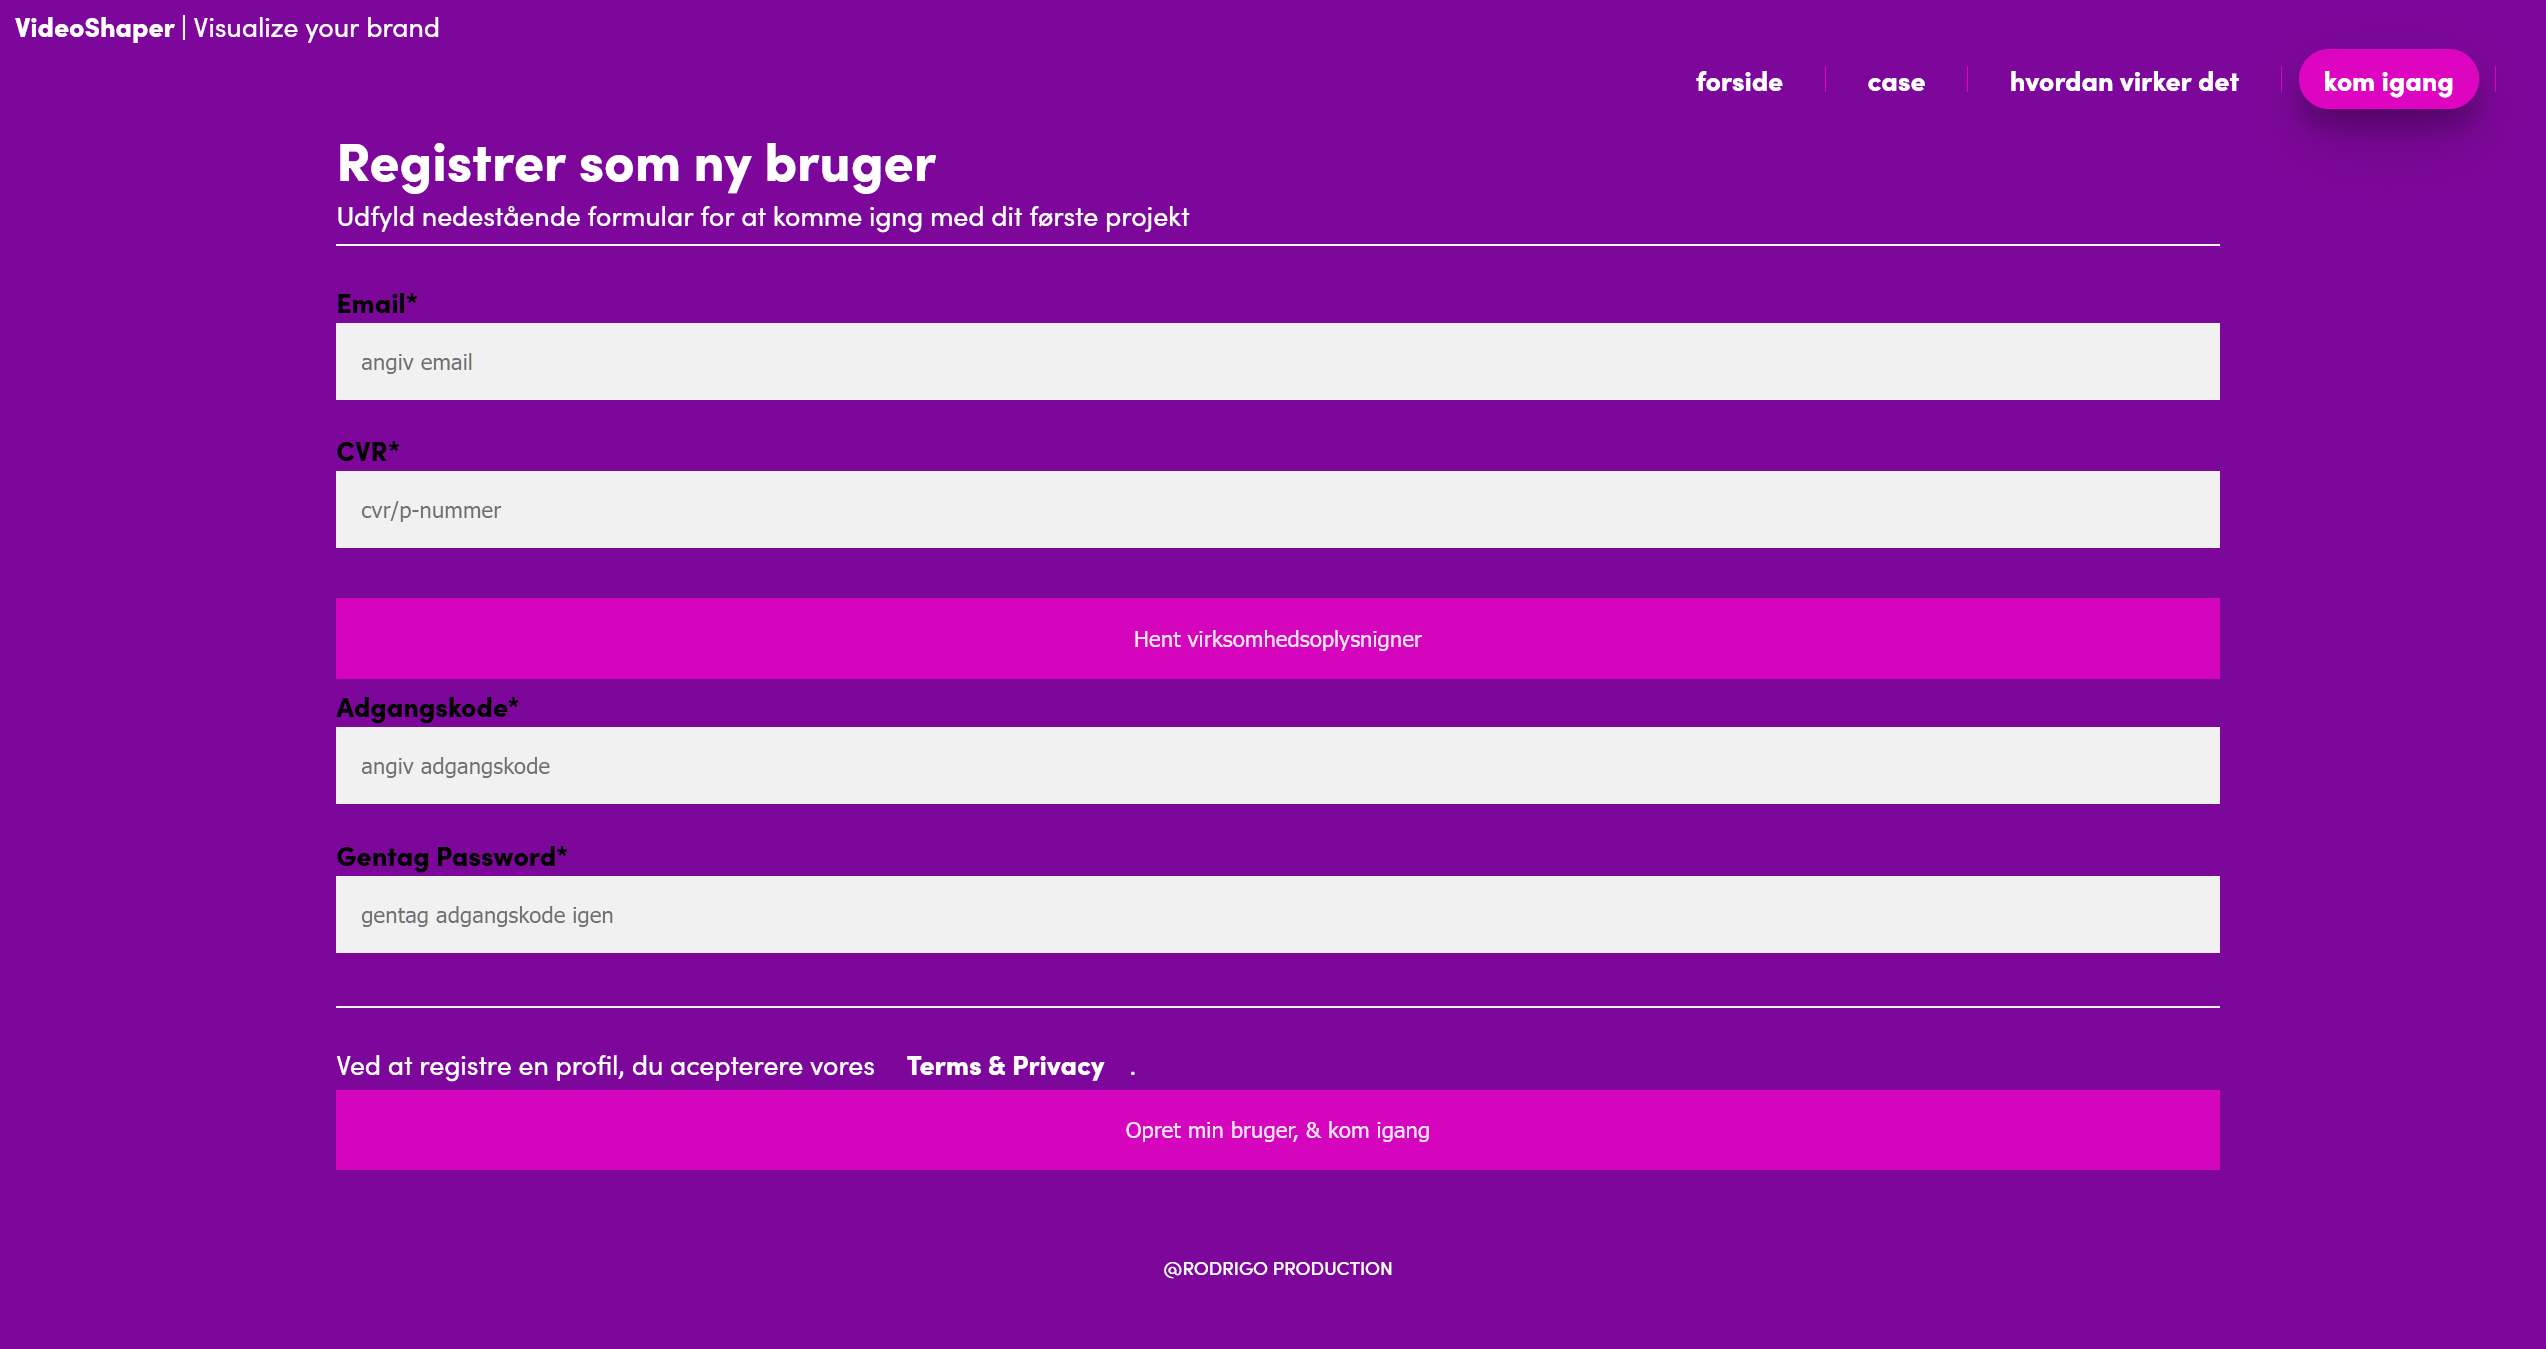 VideoShaper | Visualize your brand
forside
case
hvordan virker det
kom igang
Registrer som ny bruger
Udfyld nedestående formular for at komme igng med dit første projekt
Email*
angiv email
CVR*
cvr/p-nummer
Hent virksomhedsoplysnigner
Adgangskode*
angiv adgangskode
Gentag Password*
gentag adgangskode igen
Ved at registre en profil, du acepterere vores Terms & Privacy .
Opret min bruger, & kom igang
@RODRIGO PRODUCTION